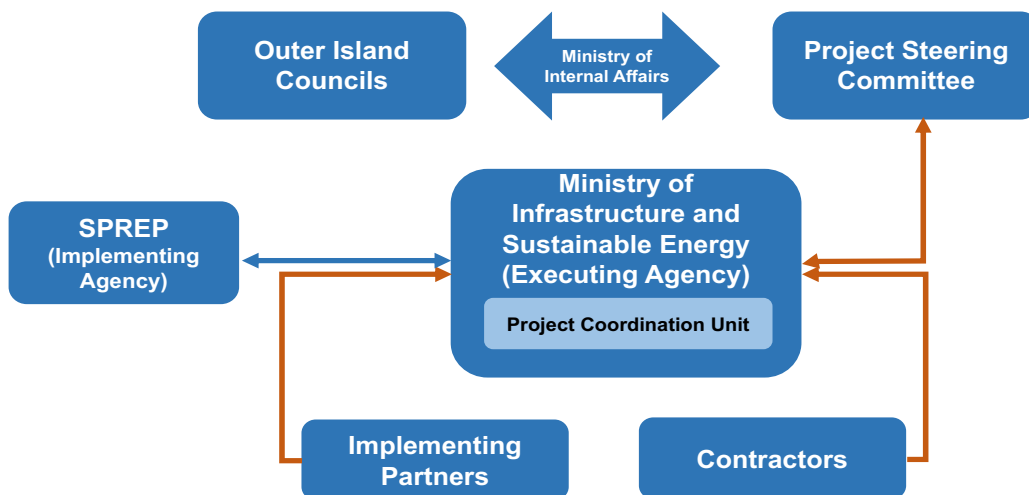 Outer Island
Councils
Ministry of
Internal Affairs
Project Steering
Committee
SPREP
(Implementing
Agency)
Ministry of
Infrastructure and
Sustainable Energy
(Executing Agency)
Project Coordination Unit
Implementing
Partners
Contractors